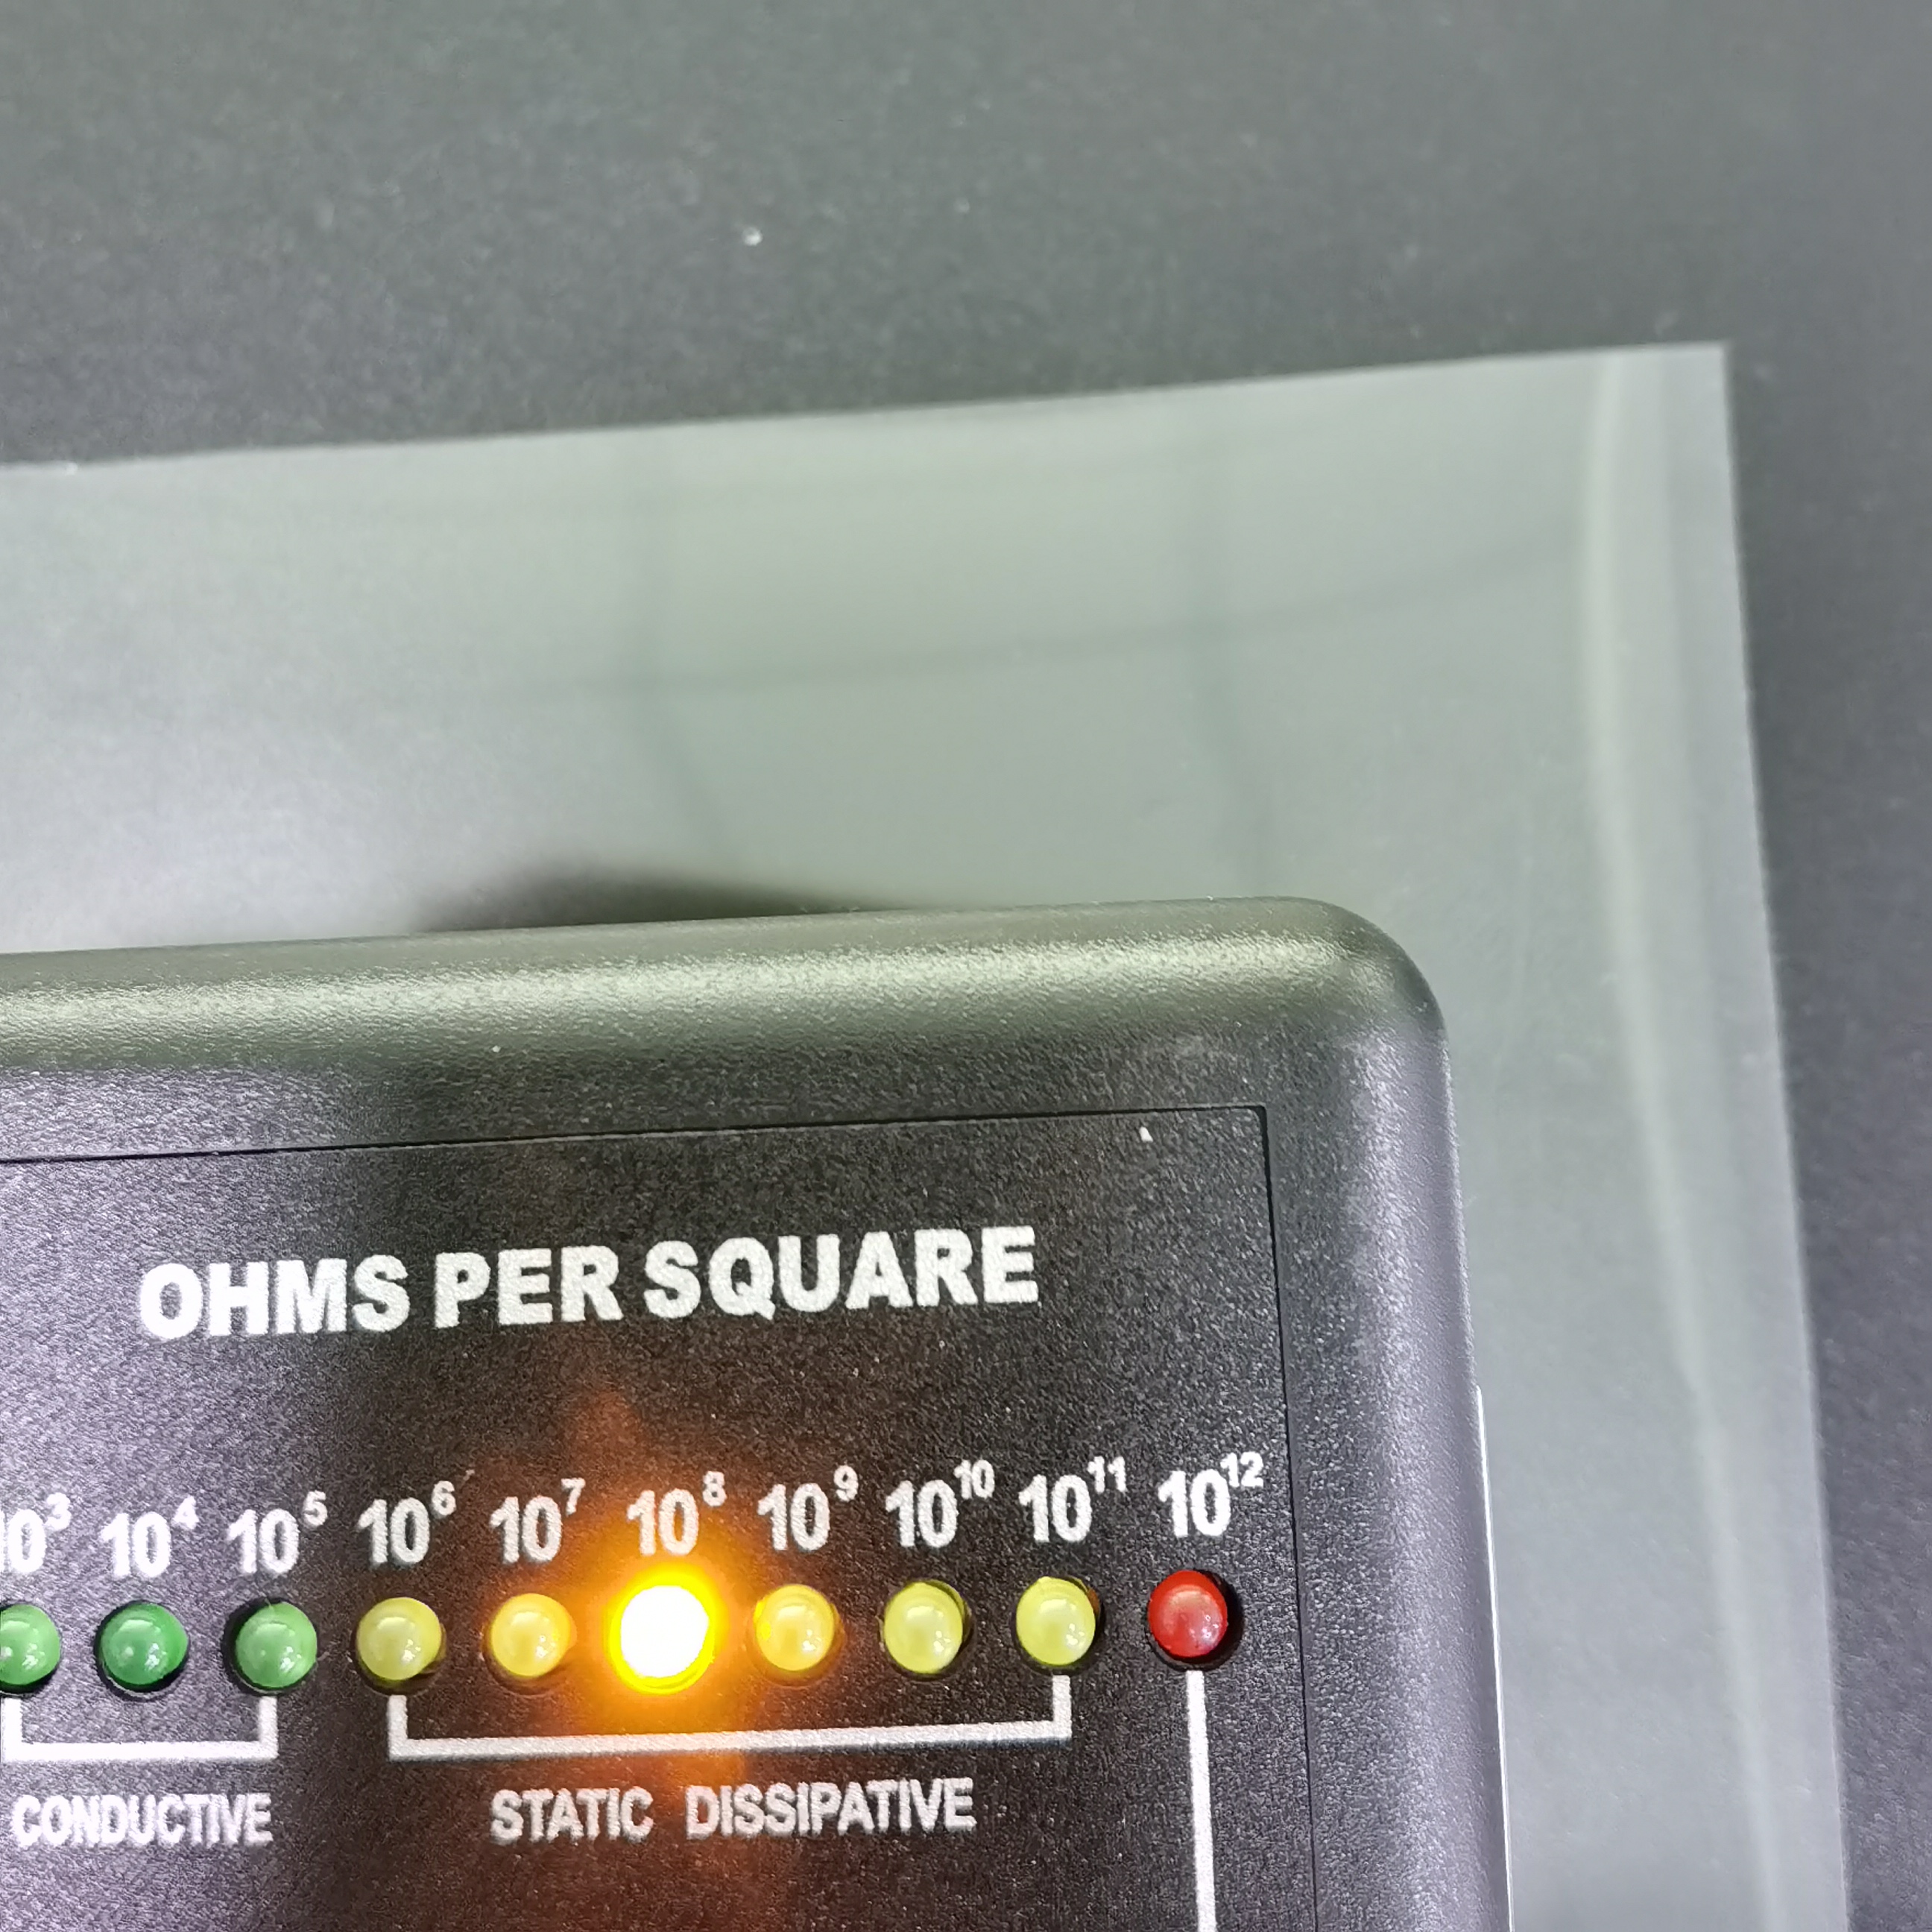 OHMS PER SQUARE
10³ 10⁴ 10⁵ 10⁶ 10⁷ 10⁸ 10⁹ 10¹⁰ 10¹¹ 10¹²
CONDUCTIVE STATIC DISSIPATIVE